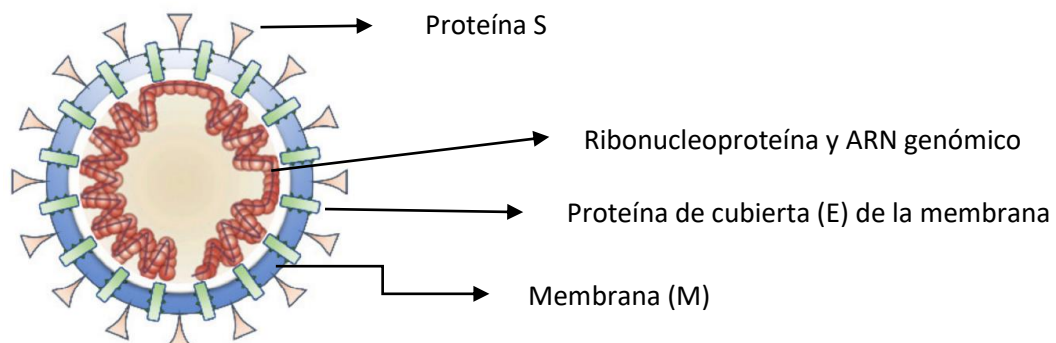 Proteína S
Ribonucleoproteína y ARN genómico
Proteína de cubierta (E) de la membrana
Membrana (M)